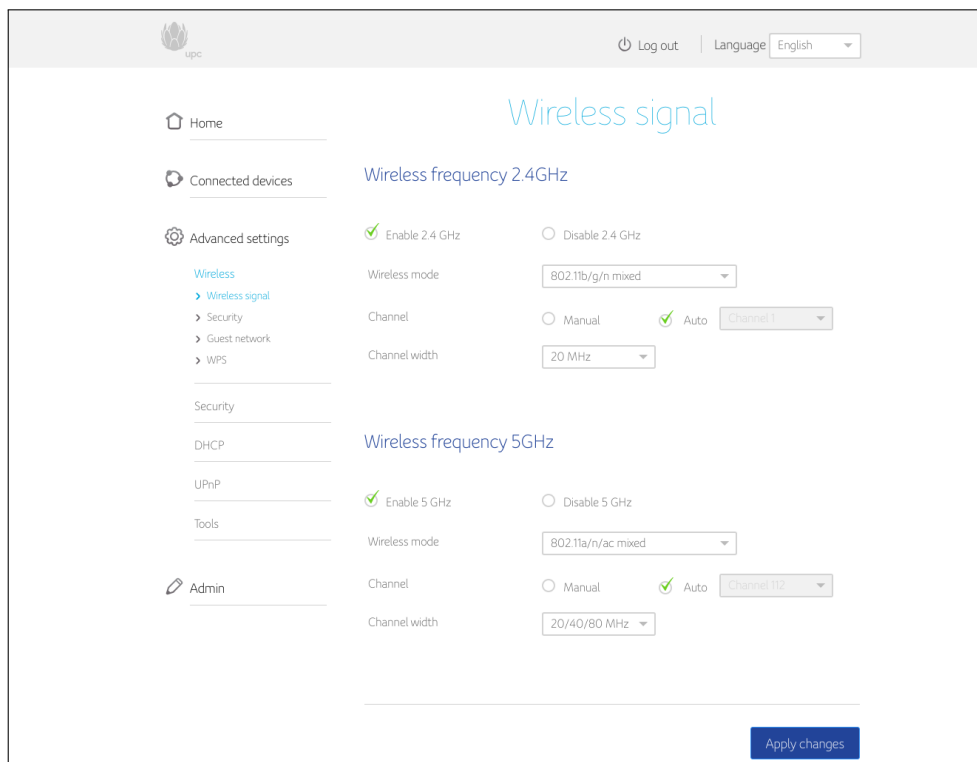 upc
Log out
Language English
Home
Connected devices
Advanced settings
Wireless
Wireless signal
Security
Guest network
WPS
Security
DHCP
UPnP
Tools
Admin
Wireless signal
Wireless frequency 2.4GHz
Enable 2.4 GHz Disable 2.4 GHz
Wireless mode 802.11b/g/n mixed
Channel Manual Auto Channel 1
Channel width 20 MHz
Wireless frequency 5GHz
Enable 5 GHz Disable 5 GHz
Wireless mode 802.11a/n/ac mixed
Channel Manual Auto Channel 112
Channel width 20/40/80 MHz
Apply changes